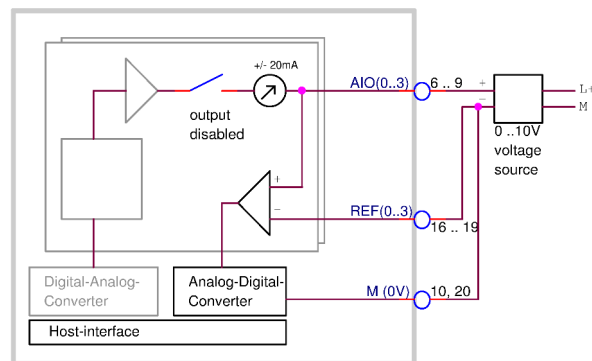 +/- 20mA
AIO(0..3)
6 .. 9
+
−
L+
M
output
disabled
0 ..10V
voltage
source
+
−
REF(0..3)
16 .. 19
Digital-Analog-
Converter
Analog-Digital-
Converter
M (0V)
10, 20
Host-interface